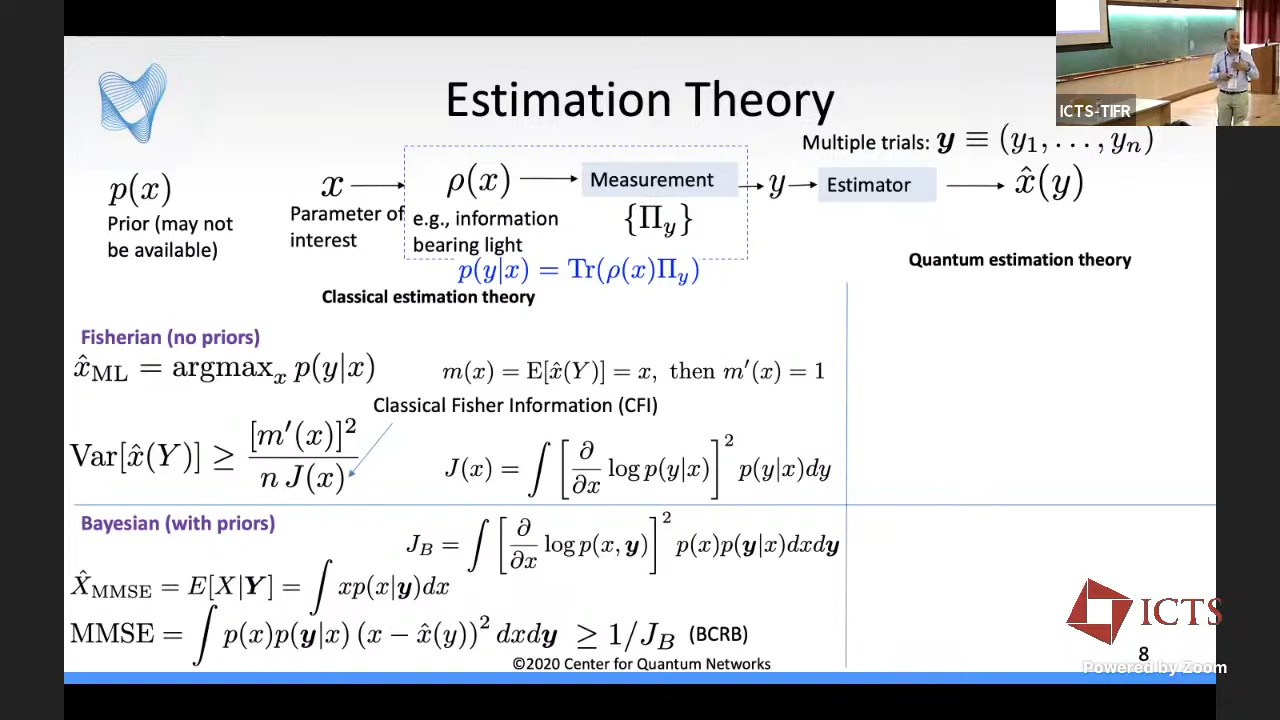 Estimation Theory
ICTS-TIFR
Multiple trials: y ≡ (y₁, …, yₙ)
p(x)
Prior (may not
be available)
x
Parameter of
interest
ρ(x)
e.g., information
bearing light
Measurement
{Π_y}
y
Estimator
x̂(y)
p(y|x) = Tr(ρ(x)Π_y)
Quantum estimation theory
Classical estimation theory
Fisherian (no priors)
x̂_ML = argmax_x p(y|x)
m(x) = E[x̂(Y)] = x, then m′(x) = 1
Classical Fisher Information (CFI)
Var[x̂(Y)] ≥ [m′(x)]² / n J(x)
J(x) = ∫ [∂/∂x log p(y|x)]² p(y|x)dy
Bayesian (with priors)
J_B = ∫ [∂/∂x log p(x, y)]² p(x)p(y|x)dxdy
X̂_MMSE = E[X|Y] = ∫ xp(x|y)dx
MMSE = ∫ p(x)p(y|x) (x − x̂(y))² dxdy ≥ 1/J_B (BCRB)
©2020 Center for Quantum Networks
ICTS
8
Powered by Zoom